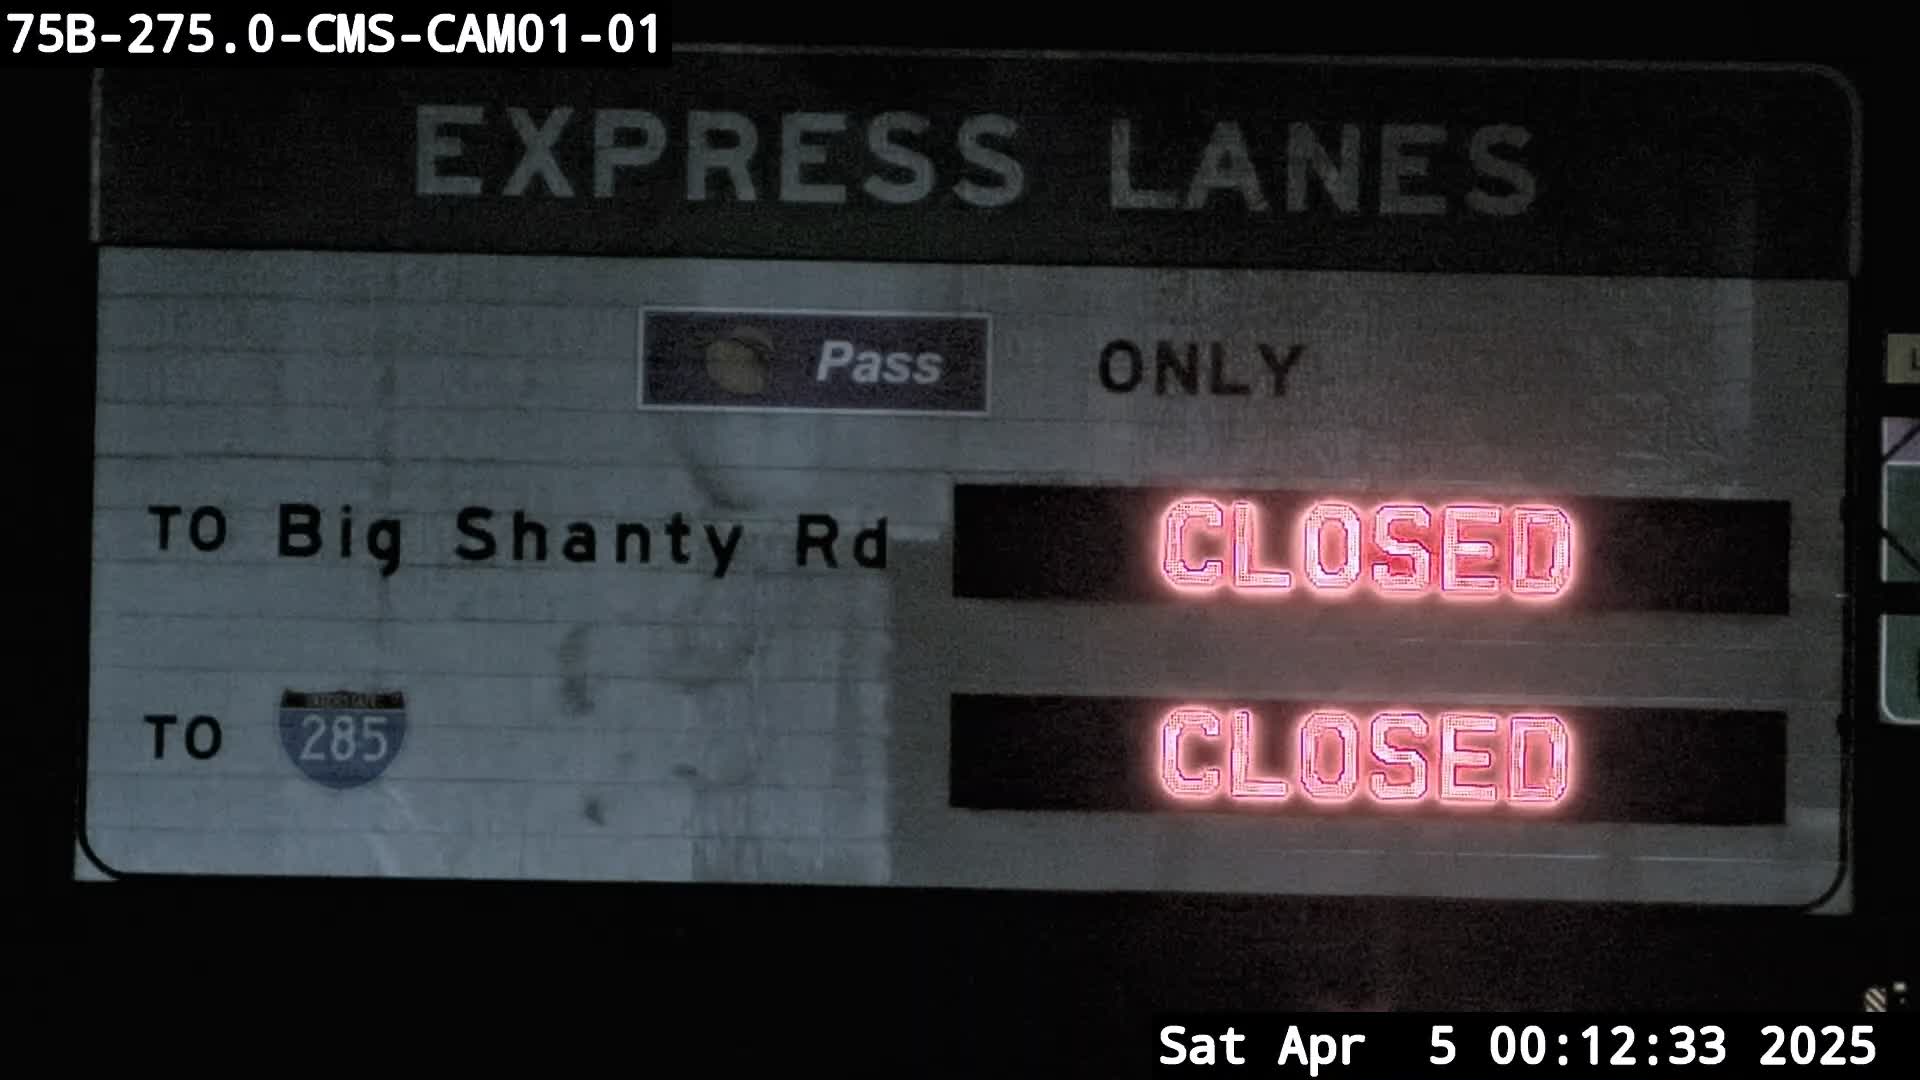 75B-275.0-CMS-CAM01-01
EXPRESS LANES
Pass ONLY
TO Big Shanty Rd CLOSED
TO 285 CLOSED
Sat Apr 5 00:12:33 2025